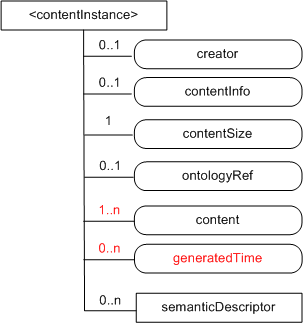 <contentInstance>
0..1
creator
0..1
contentInfo
1
contentSize
0..1
ontologyRef
1..n
content
0..n
generatedTime
0..n
semanticDescriptor